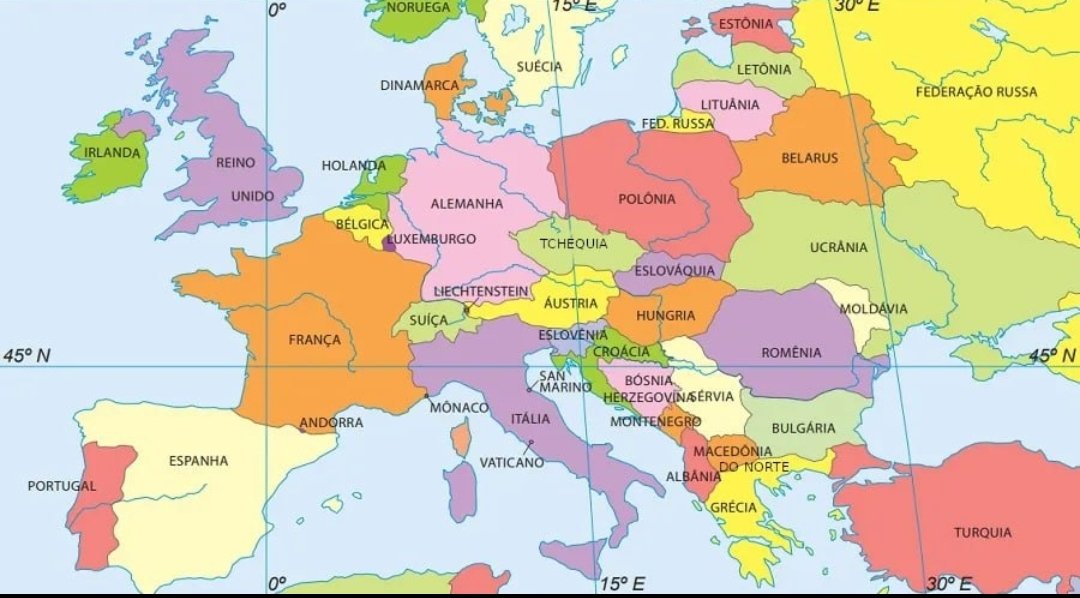 0º
NORUEGA
15º E
30º E
ESTÔNIA
SUÉCIA
LETÔNIA
DINAMARCA
FEDERAÇÃO RUSSA
LITUÂNIA
FED. RUSSA
IRLANDA
REINO
UNIDO
HOLANDA
BELARUS
ALEMANHA
POLÔNIA
BÉLGICA
LUXEMBURGO
TCHEQUIA
UCRÂNIA
ESLOVÁQUIA
LIECHTENSTEIN
ÁUSTRIA
MOLDÁVIA
SUÍÇA
HUNGRIA
FRANÇA
ESLOVÊNIA
CROÁCIA
ROMÊNIA
45º N
45º N
SAN
MARINO
BÓSNIA
HERZEGOVINA
SÉRVIA
MÔNACO
ITÁLIA
MONTENEGRO
ANDORRA
BULGÁRIA
ESPANHA
VATICANO
MACEDÔNIA
DO NORTE
ALBÂNIA
PORTUGAL
GRÉCIA
TURQUIA
0º
15º E
30º E